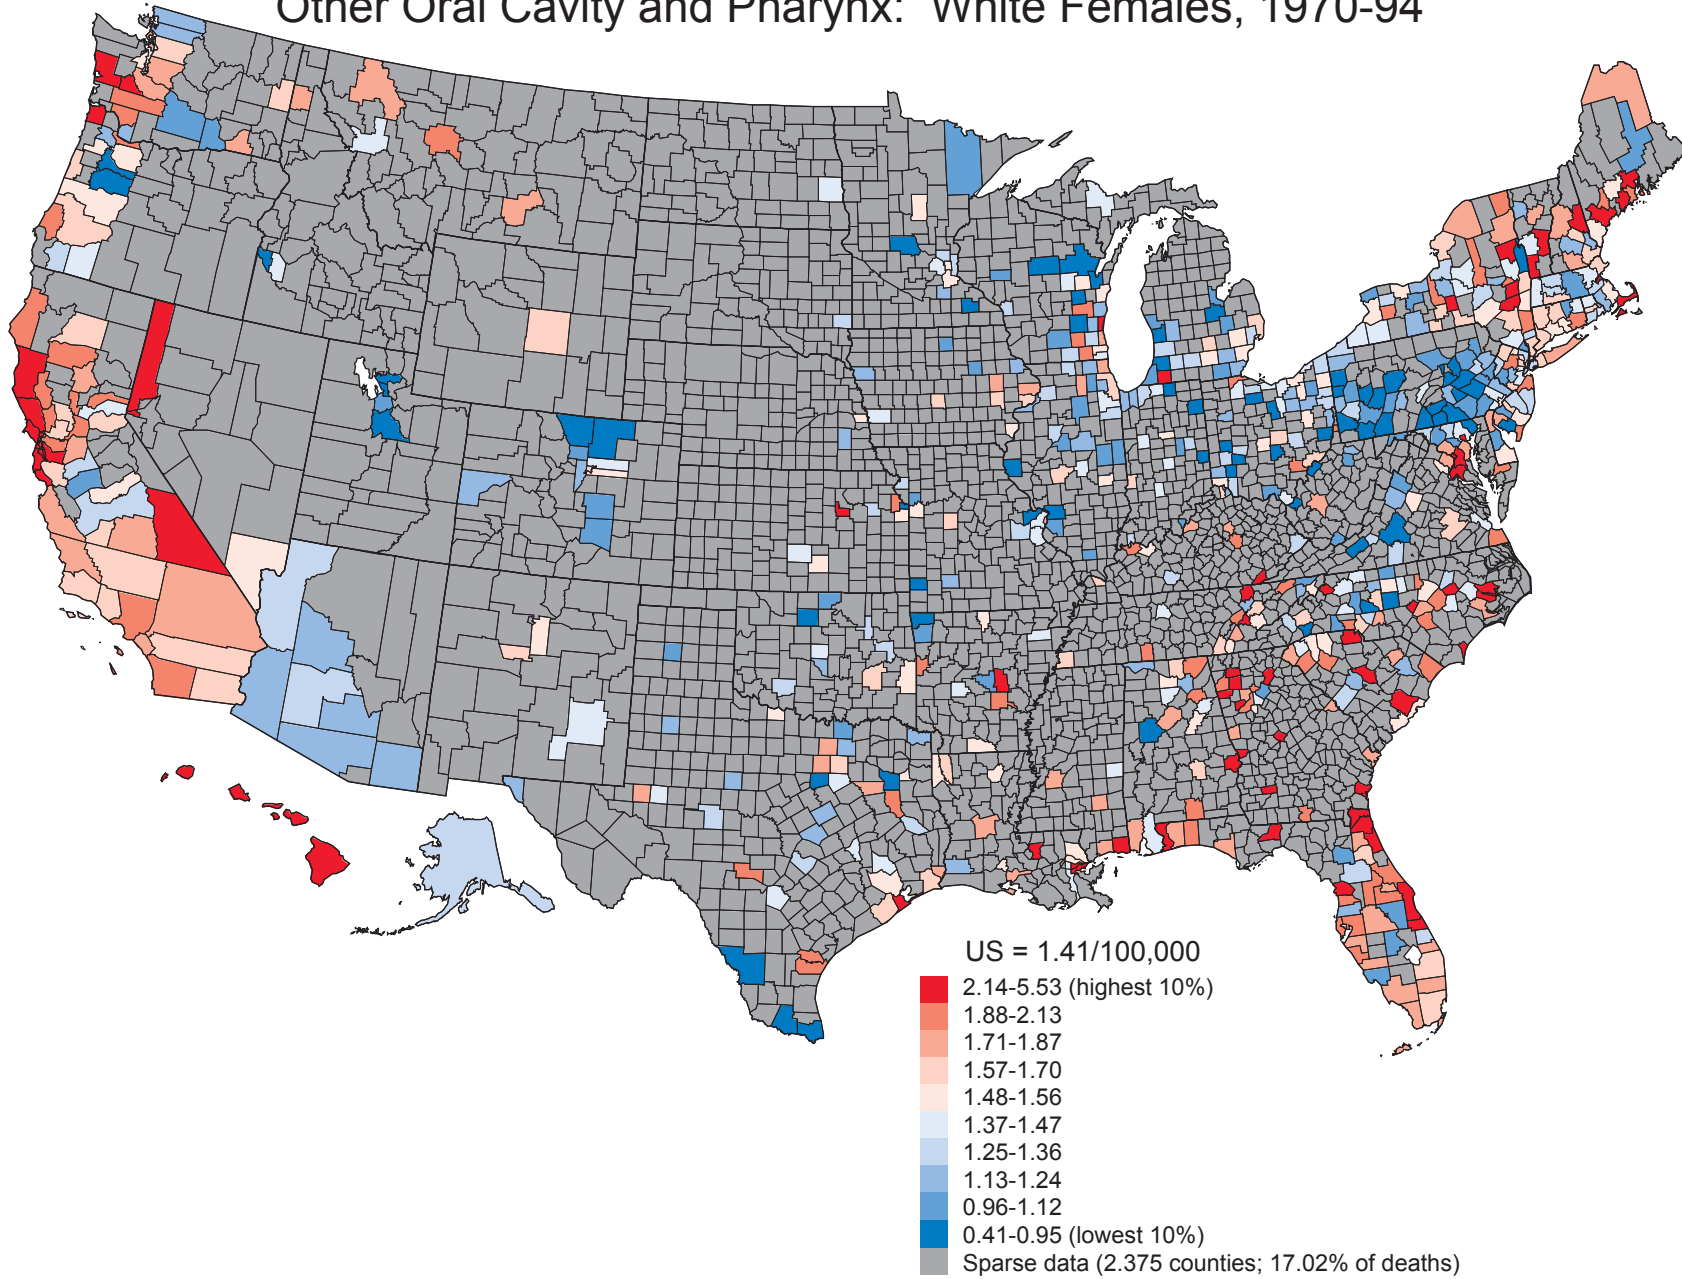 Other Oral Cavity and Pharynx: White Females, 1970-94
US = 1.41/100,000
2.14-5.53 (highest 10%)
1.88-2.13
1.71-1.87
1.57-1.70
1.48-1.56
1.37-1.47
1.25-1.36
1.13-1.24
0.96-1.12
0.41-0.95 (lowest 10%)
Sparse data (2.375 counties; 17.02% of deaths)